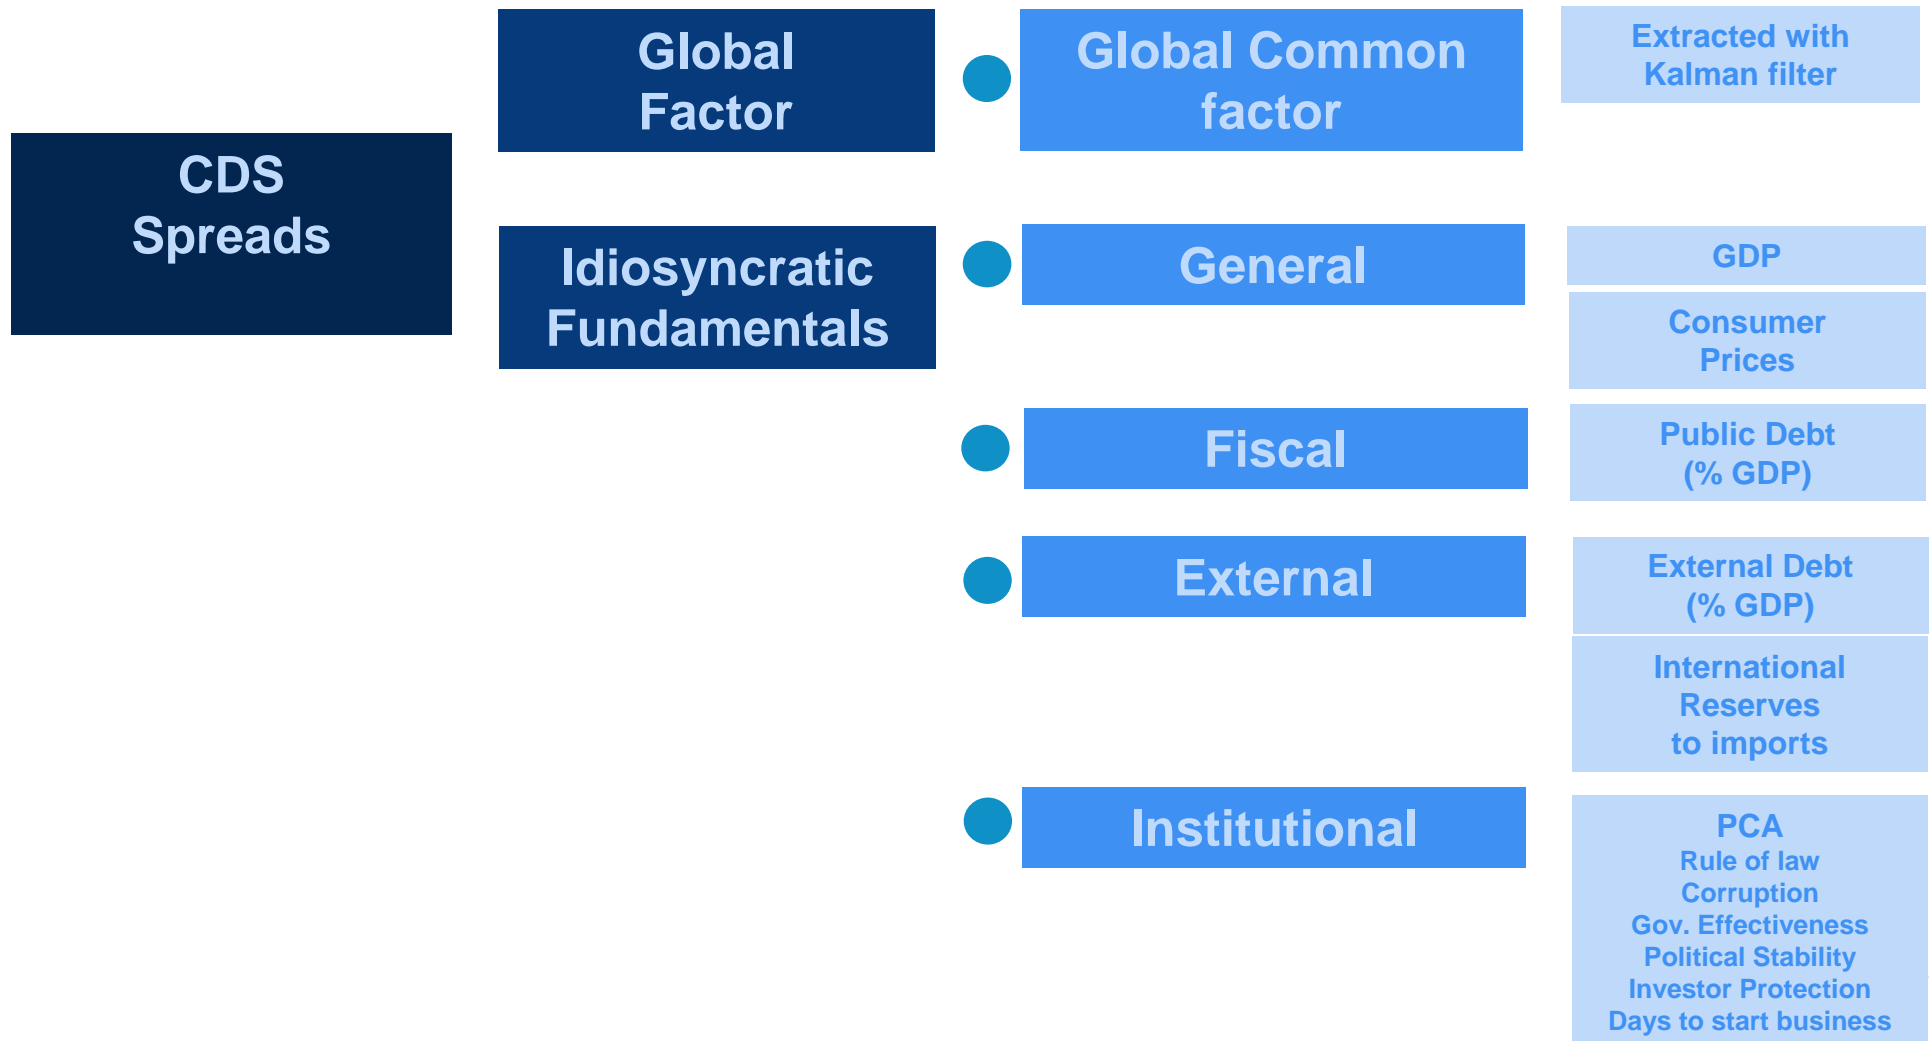 CDS
Spreads
Global
Factor
Global Common
factor
Extracted with
Kalman filter
Idiosyncratic
Fundamentals
General
GDP
Consumer
Prices
Fiscal
Public Debt
(% GDP)
External
External Debt
(% GDP)
International
Reserves
to imports
Institutional
PCA
Rule of law
Corruption
Gov. Effectiveness
Political Stability
Investor Protection
Days to start business